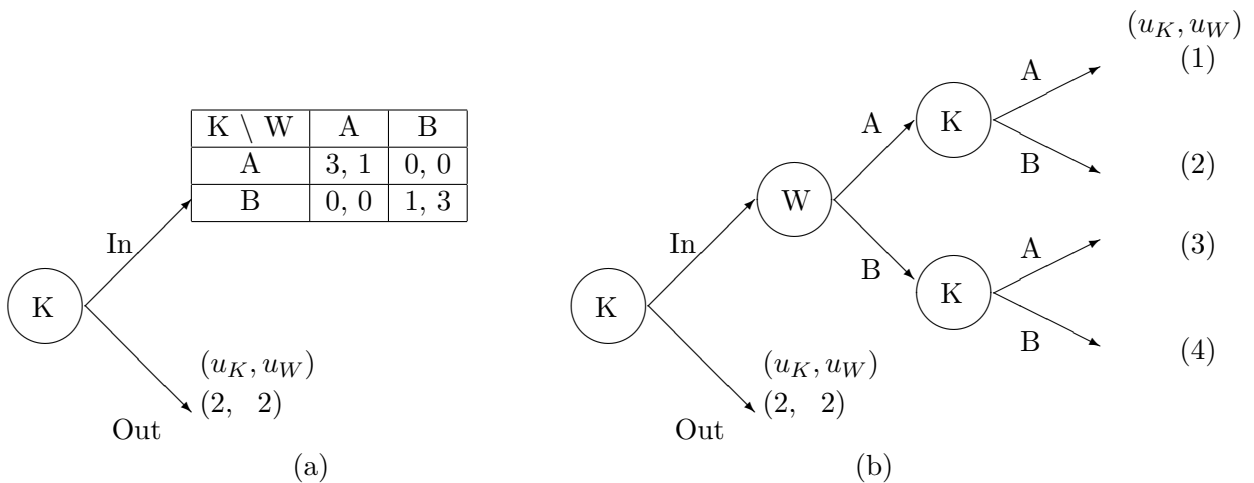 K \ W A B
A 3, 1 0, 0
B 0, 0 1, 3
In
K
(u_K, u_W)
(2, 2)
Out
(a)
(u_K, u_W)
A (1)
A K
B (2)
In W
A (3)
B K
B (4)
K
(u_K, u_W)
(2, 2)
Out
(b)